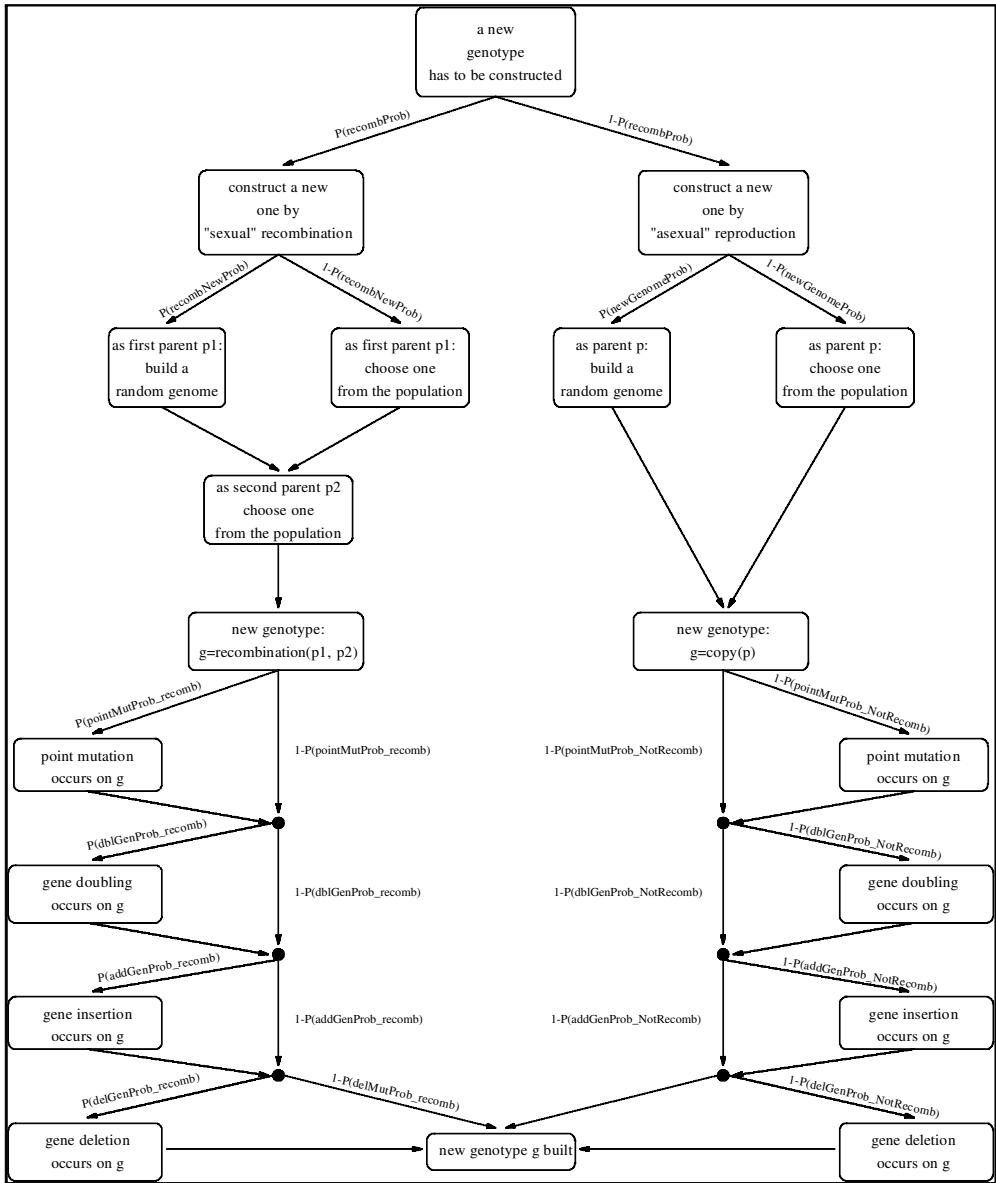 a new
genotype
has to be constructed
P(recombProb)
1-P(recombProb)
construct a new
one by
"sexual" recombination
construct a new
one by
"asexual" reproduction
P(recombNewProb)
1-P(recombNewProb)
P(newGenomeProb)
1-P(newGenomeProb)
as first parent p1:
build a
random genome
as first parent p1:
choose one
from the population
as parent p:
build a
random genome
as parent p:
choose one
from the population
as second parent p2
choose one
from the population
new genotype:
g=recombination(p1, p2)
new genotype:
g=copy(p)
P(pointMutProb_recomb)
1-P(pointMutProb_NotRecomb)
point mutation
occurs on g
1-P(pointMutProb_recomb)
1-P(pointMutProb_NotRecomb)
point mutation
occurs on g
P(dblGenProb_recomb)
1-P(dblGenProb_NotRecomb)
gene doubling
occurs on g
1-P(dblGenProb_recomb)
1-P(dblGenProb_NotRecomb)
gene doubling
occurs on g
P(addGenProb_recomb)
1-P(addGenProb_NotRecomb)
gene insertion
occurs on g
1-P(addGenProb_recomb)
1-P(addGenProb_NotRecomb)
gene insertion
occurs on g
P(delGenProb_recomb)
1-P(delMutProb_recomb)
1-P(delGenProb_NotRecomb)
gene deletion
occurs on g
new genotype g built
gene deletion
occurs on g